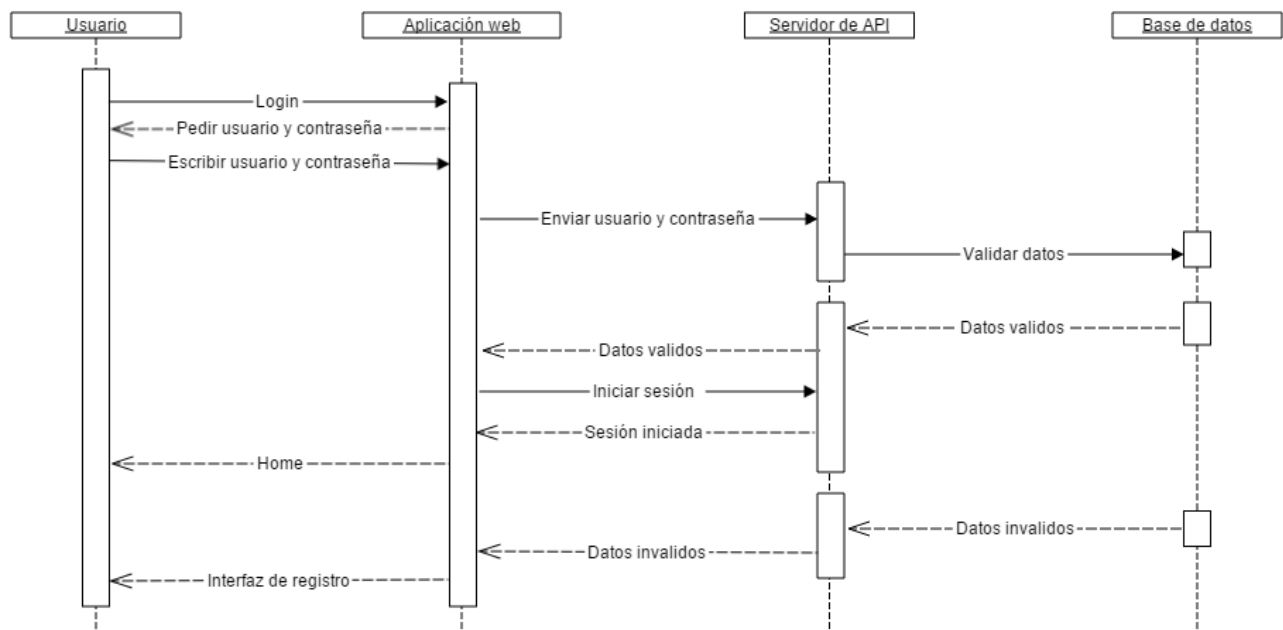 Usuario
Aplicación web
Servidor de API
Base de datos
Login
Pedir usuario y contraseña
Escribir usuario y contraseña
Enviar usuario y contraseña
Validar datos
Datos validos
Datos validos
Iniciar sesión
Sesión iniciada
Home
Datos invalidos
Datos invalidos
Interfaz de registro